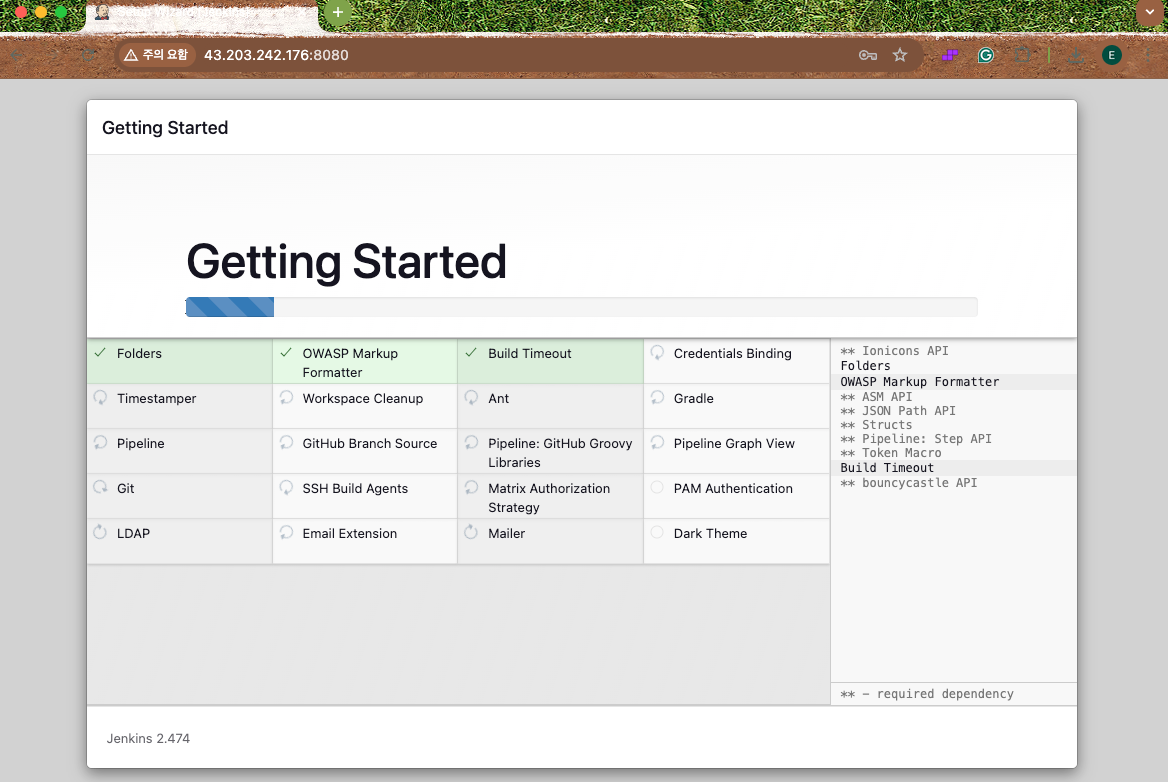 주의 요함 43.203.242.176:8080
E
Getting Started
Getting Started
Folders
OWASP Markup
Formatter
Build Timeout
Credentials Binding
Timestamper
Workspace Cleanup
Ant
Gradle
Pipeline
GitHub Branch Source
Pipeline: GitHub Groovy
Libraries
Pipeline Graph View
Git
SSH Build Agents
Matrix Authorization
Strategy
PAM Authentication
LDAP
Email Extension
Mailer
Dark Theme
** Ionicons API
Folders
OWASP Markup Formatter
** ASM API
** JSON Path API
** Structs
** Pipeline: Step API
** Token Macro
Build Timeout
** bouncycastle API
** - required dependency
Jenkins 2.474